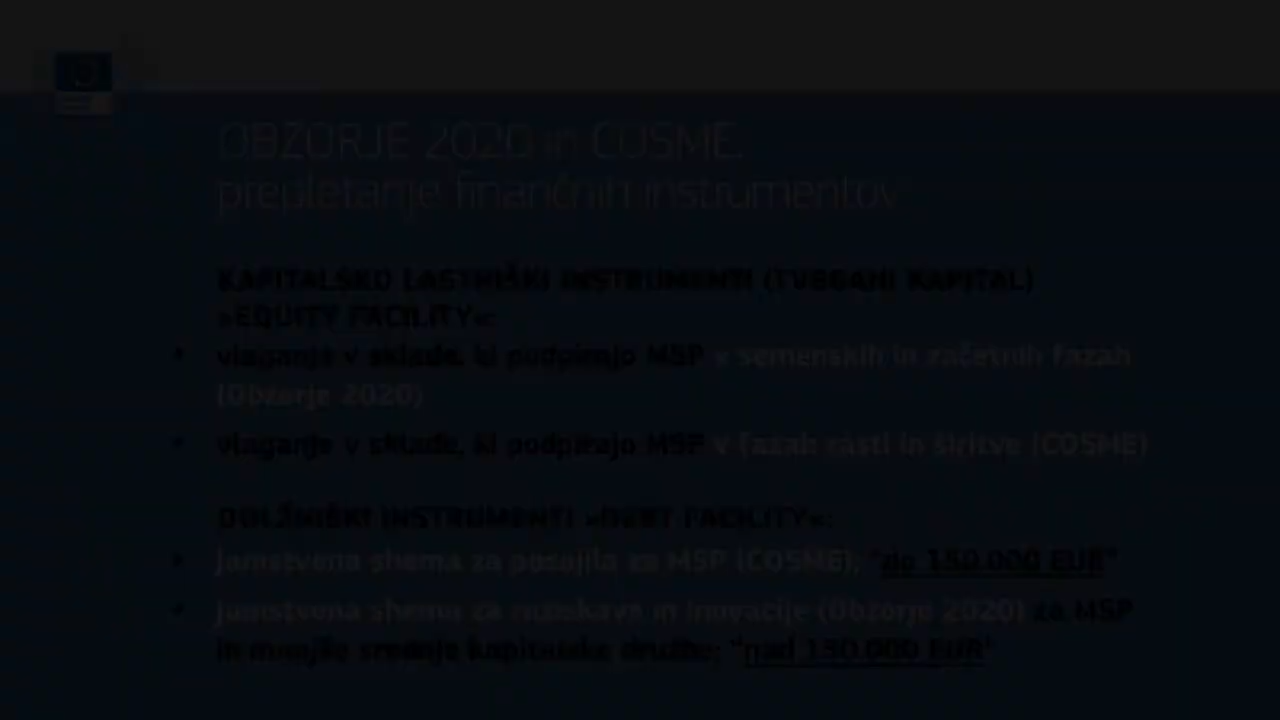 OBZORJE 2020 in COSME:
prepletanje finančnih instrumentov
KAPITALSKO LASTNIŠKI INSTRUMENTI (TVEGANI KAPITAL)
»EQUITY FACILITY«:
• vlaganje v sklade, ki podpirajo MSP v semenskih in začetnih fazah
(Obzorje 2020)
• vlaganje v sklade, ki podpirajo MSP v fazah rasti in širitve (COSME)
DOLŽNIŠKI INSTRUMENTI »DEBT FACILITY«:
• Jamstvena shema za posojila za MSP (COSME); "do 150.000 EUR"
• Jamstvena shema za raziskave in inovacije (Obzorje 2020) za MSP
in manjše srednje kapitalske družbe; "nad 150.000 EUR"